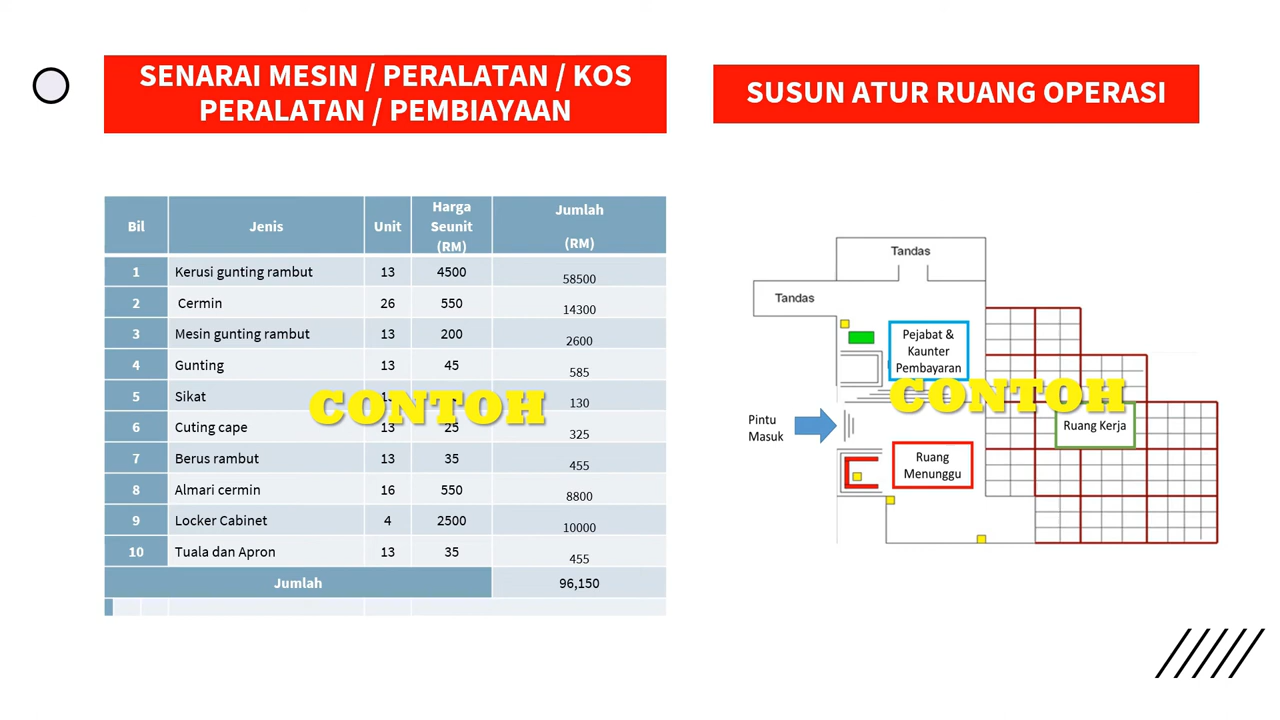 SENARAI MESIN / PERALATAN / KOS
PERALATAN / PEMBIAYAAN
SUSUN ATUR RUANG OPERASI
Bil Jenis Unit Harga Seunit (RM) Jumlah (RM)
1 Kerusi gunting rambut 13 4500 58500
2 Cermin 26 550 14300
3 Mesin gunting rambut 13 200 2600
4 Gunting 13 45 585
5 Sikat 130
6 Cuting cape 13 25 325
7 Berus rambut 13 35 455
8 Almari cermin 16 550 8800
9 Locker Cabinet 4 2500 10000
10 Tuala dan Apron 13 35 455
Jumlah 96,150
CONTOH
Tandas
Tandas
Pejabat &
Kaunter
Pembayaran
CONTOH
Pintu
Masuk
Ruang Kerja
Ruang
Menunggu